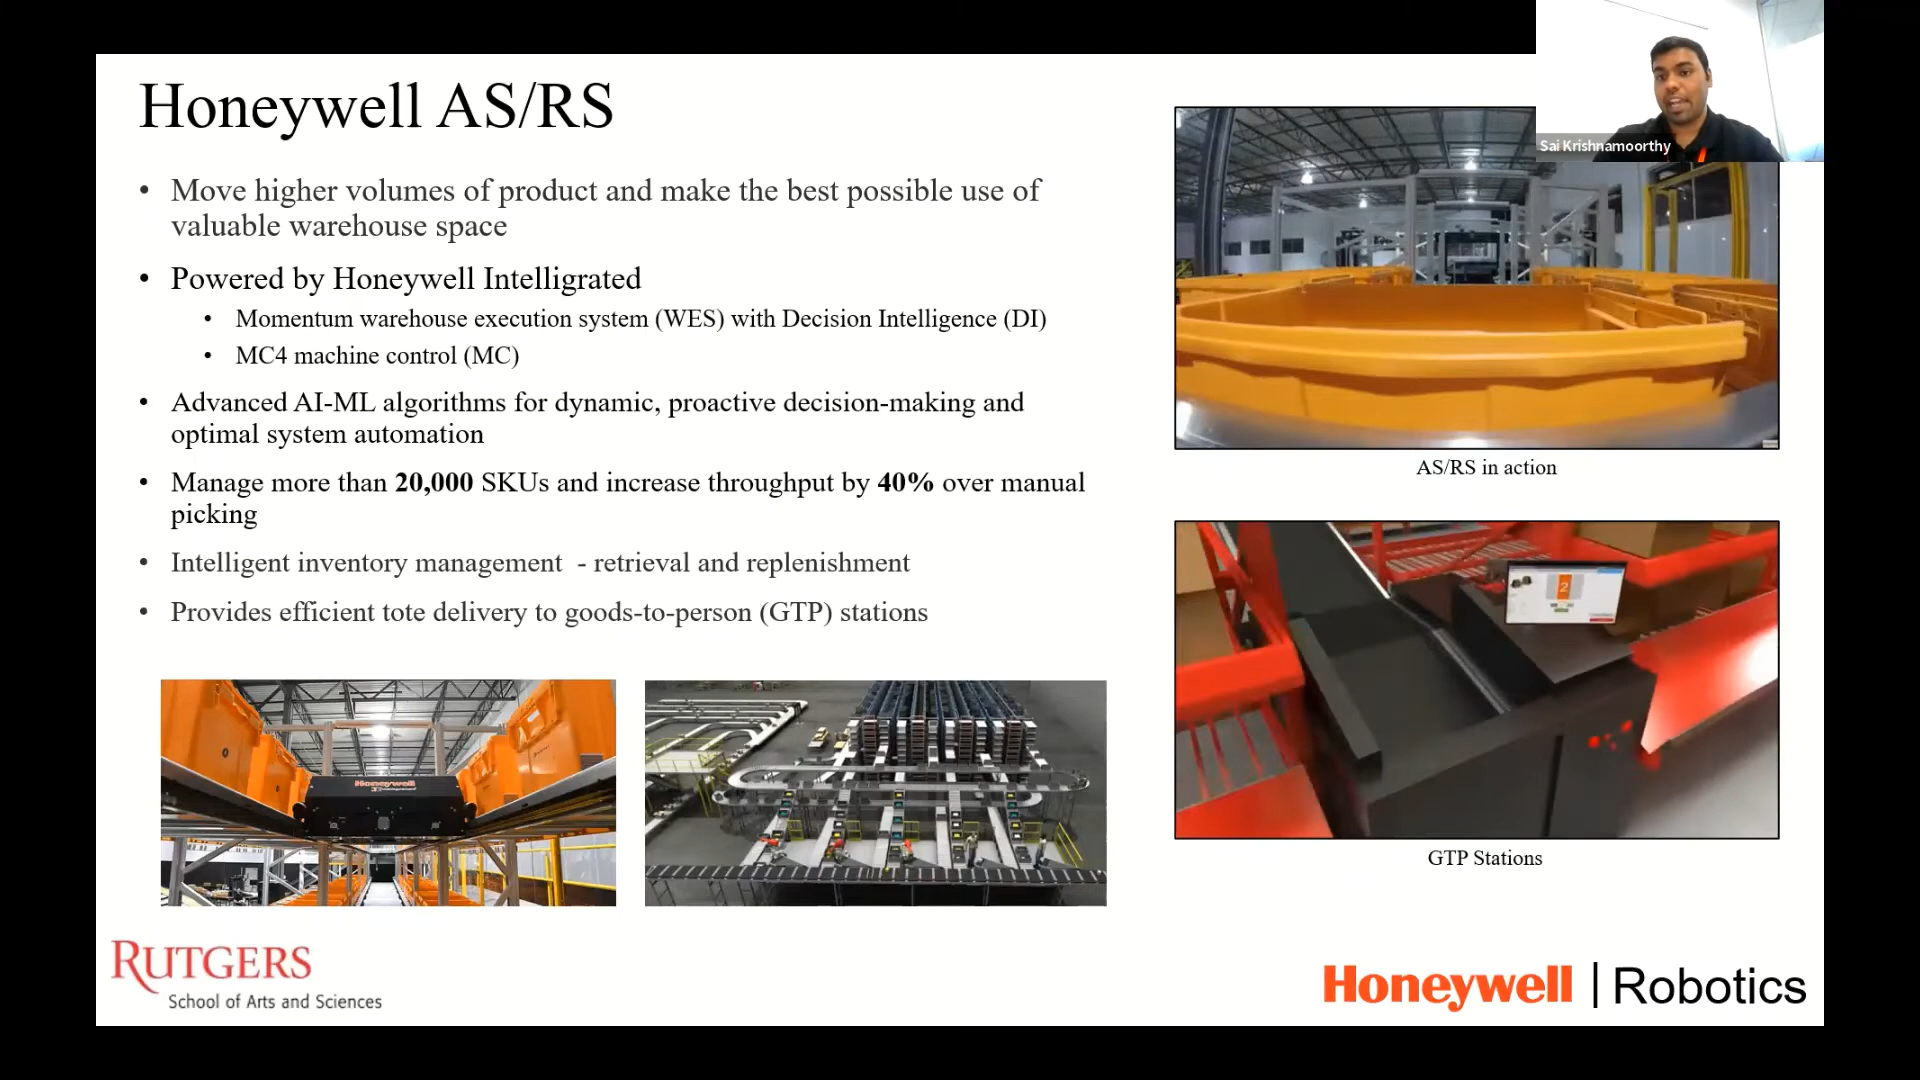 Honeywell AS/RS
• Move higher volumes of product and make the best possible use of
valuable warehouse space
• Powered by Honeywell Intelligrated
• Momentum warehouse execution system (WES) with Decision Intelligence (DI)
• MC4 machine control (MC)
• Advanced AI-ML algorithms for dynamic, proactive decision-making and
optimal system automation
• Manage more than 20,000 SKUs and increase throughput by 40% over manual
picking
• Intelligent inventory management - retrieval and replenishment
• Provides efficient tote delivery to goods-to-person (GTP) stations
Sai Krishnamoorthy
AS/RS in action
2
GTP Stations
Honeywell
RUTGERS
School of Arts and Sciences
Honeywell | Robotics